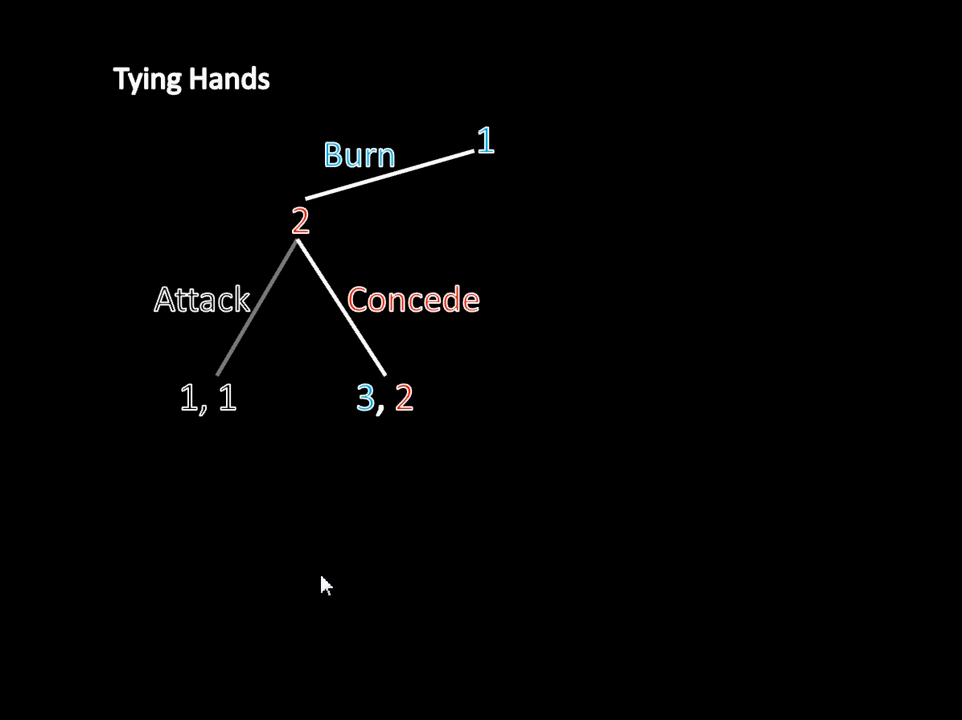 Tying Hands
Burn
1
2
Attack
Concede
1, 1
3, 2